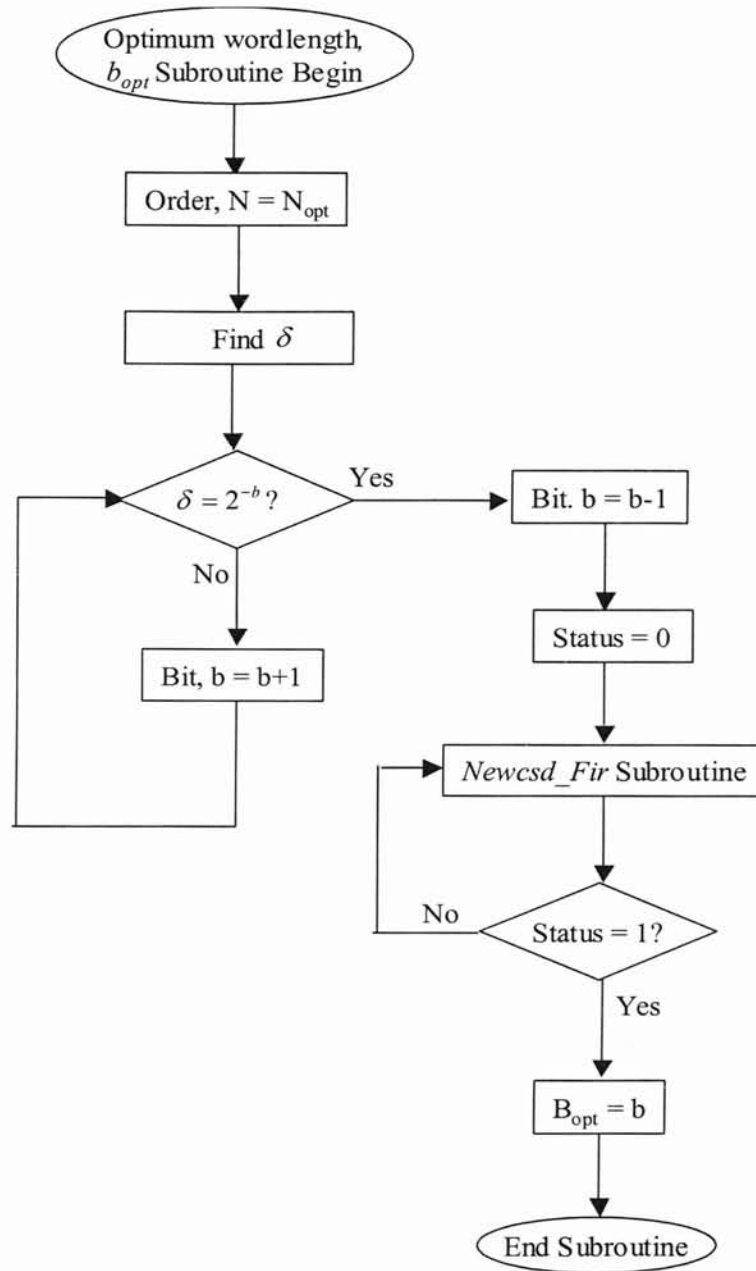 Optimum wordlength,
b_opt Subroutine Begin
Order, N = N_opt
Find δ
δ = 2^-b ?
Yes
No
Bit, b = b+1
Bit. b = b-1
Status = 0
Newcsd_Fir Subroutine
Status = 1?
No
Yes
B_opt = b
End Subroutine